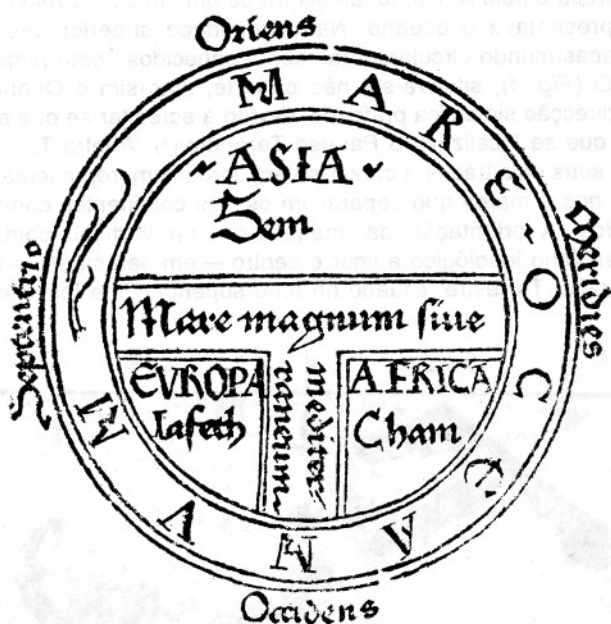 Oriens
MARE OCEANVM
ASIA
Sem
Septentrio
Meridies
Mare magnum siue
mediter
raneum
EVROPA
Iafeth
AFRICA
Cham
Occidens